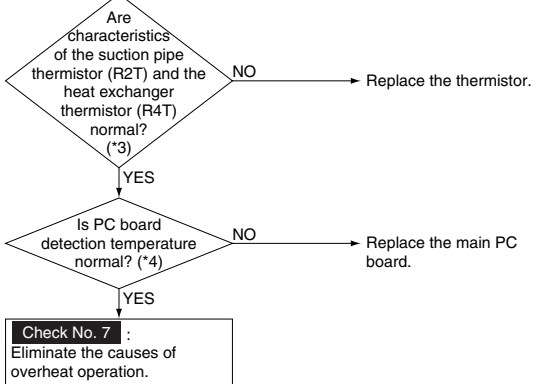 Are
characteristics
of the suction pipe
thermistor (R2T) and the
heat exchanger
thermistor (R4T)
normal?
(*3)
NO
Replace the thermistor.
YES
Is PC board
detection temperature
normal? (*4)
NO
Replace the main PC
board.
YES
Check No. 7 :
Eliminate the causes of
overheat operation.